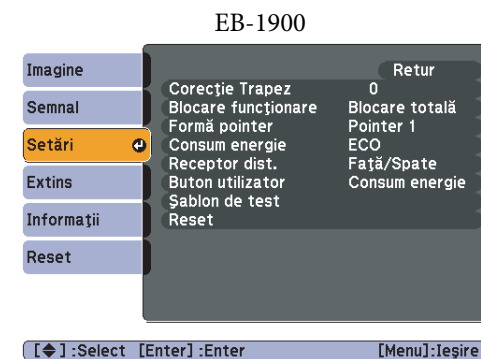 EB-1900
Imagine
Semnal
Setări
Extins
Informaţii
Reset
Retur
Corecţie Trapez 0
Blocare funcţionare Blocare totală
Formă pointer Pointer 1
Consum energie ECO
Receptor dist. Faţă/Spate
Buton utilizator Consum energie
Şablon de test
Reset
[◆] :Select [Enter] :Enter [Menu]:Ieşire